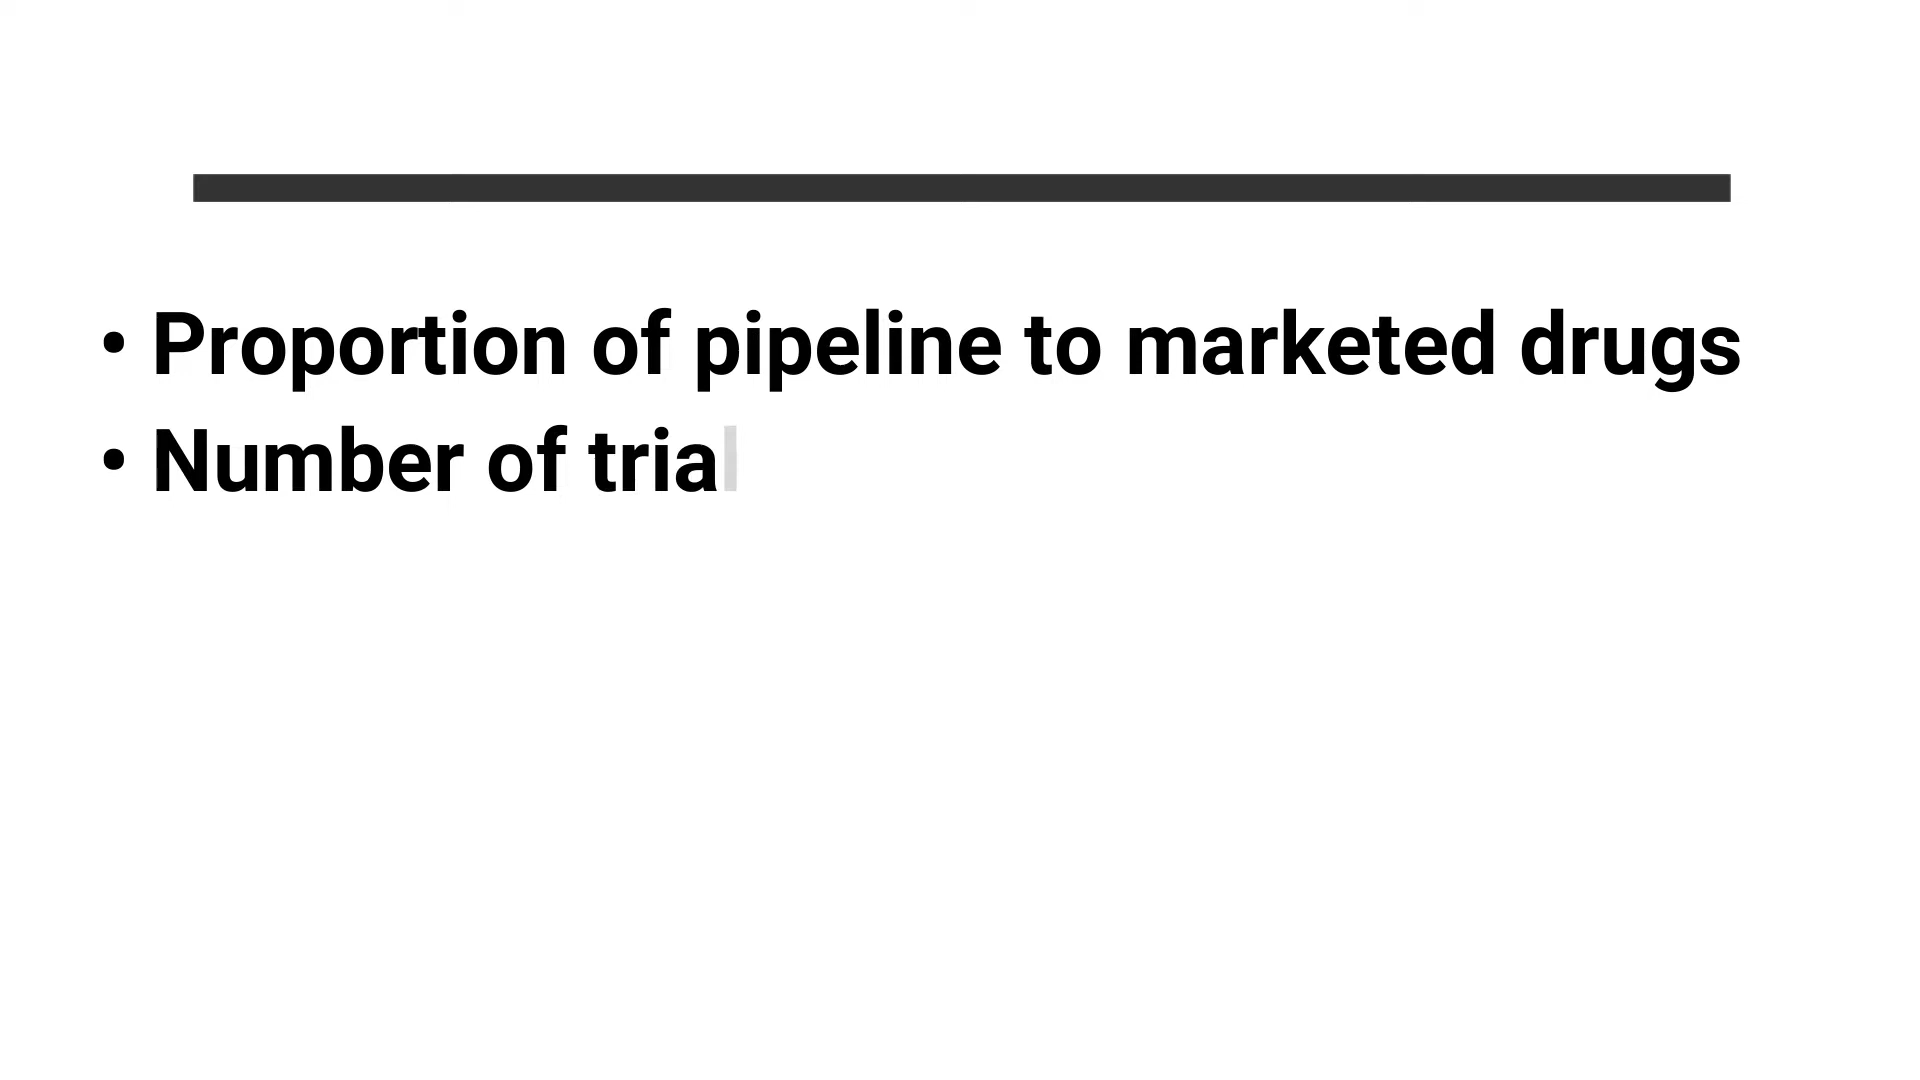 • Proportion of pipeline to marketed drugs
• Number of trial